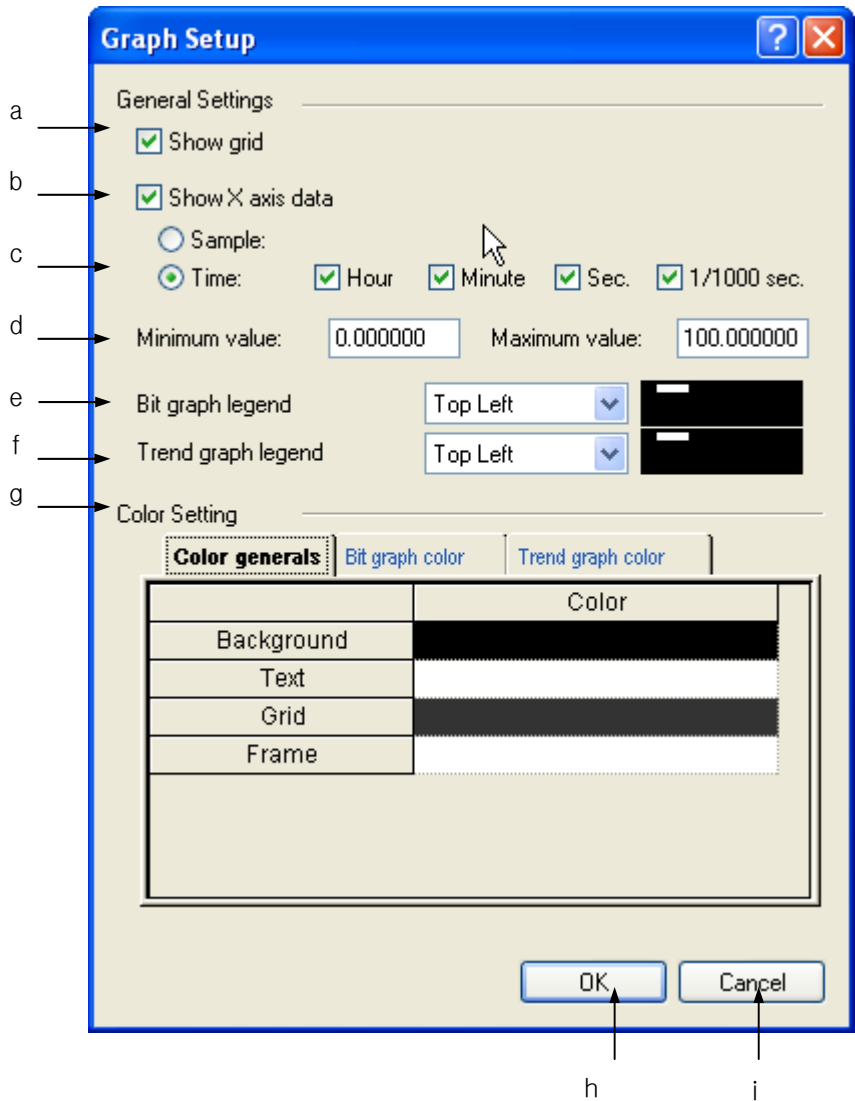 Graph Setup
General Settings
a
Show grid
b
Show X axis data
Sample:
c
Time: Hour Minute Sec. 1/1000 sec.
d
Minimum value: 0.000000 Maximum value: 100.000000
e
Bit graph legend Top Left
f
Trend graph legend Top Left
g
Color Setting
Color generals Bit graph color Trend graph color
Color
Background
Text
Grid
Frame
OK Cancel
h i